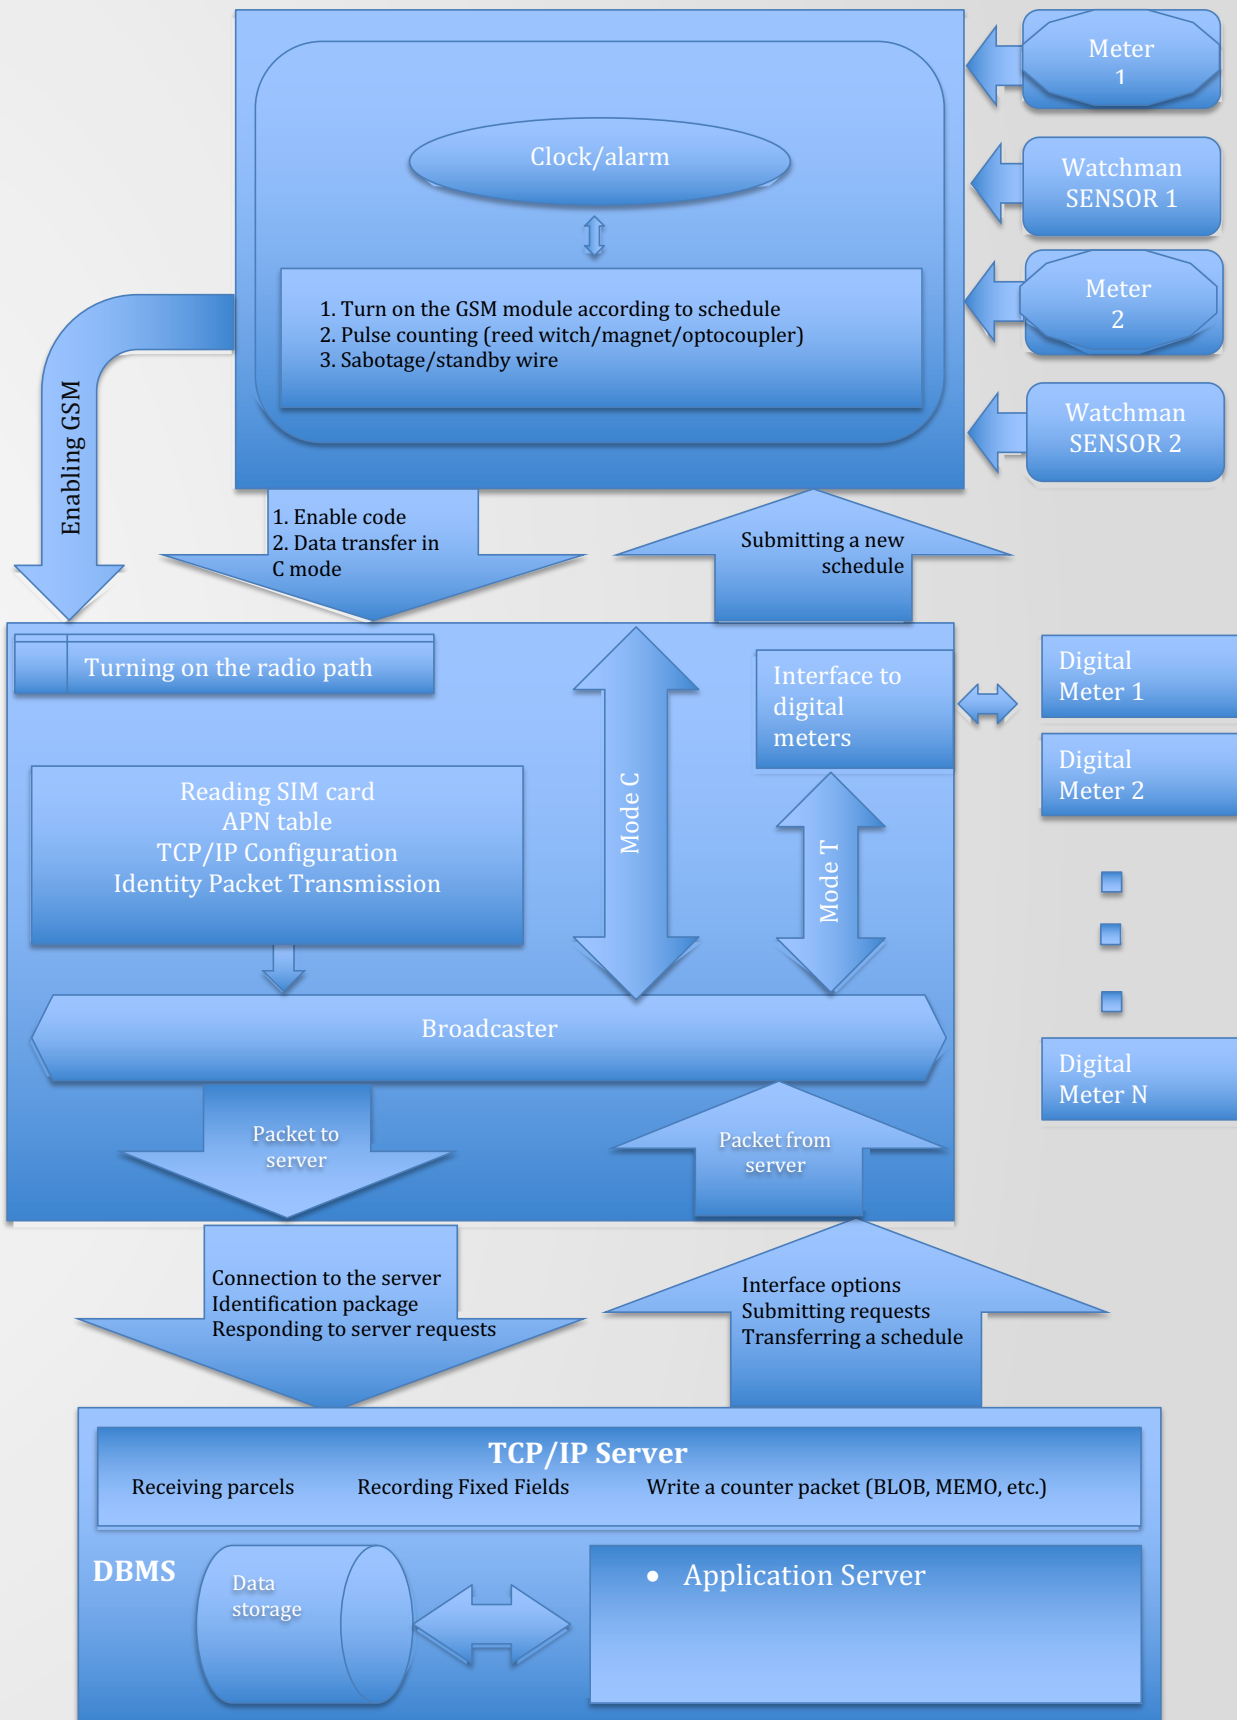 Meter
1
Clock/alarm
Watchman
SENSOR 1
1. Turn on the GSM module according to schedule
2. Pulse counting (reed witch/magnet/optocoupler)
3. Sabotage/standby wire
Meter
2
Watchman
SENSOR 2
Enabling GSM
1. Enable code
2. Data transfer in
C mode
Submitting a new
schedule
Turning on the radio path
Interface to
digital
meters
Digital
Meter 1
Digital
Meter 2
Reading SIM card
APN table
TCP/IP Configuration
Identity Packet Transmission
Mode C
Mode T
Broadcaster
Digital
Meter N
Packet to
server
Packet from
server
Connection to the server
Identification package
Responding to server requests
Interface options
Submitting requests
Transferring a schedule
TCP/IP Server
Receiving parcels Recording Fixed Fields Write a counter packet (BLOB, MEMO, etc.)
DBMS
Data
storage
• Application Server